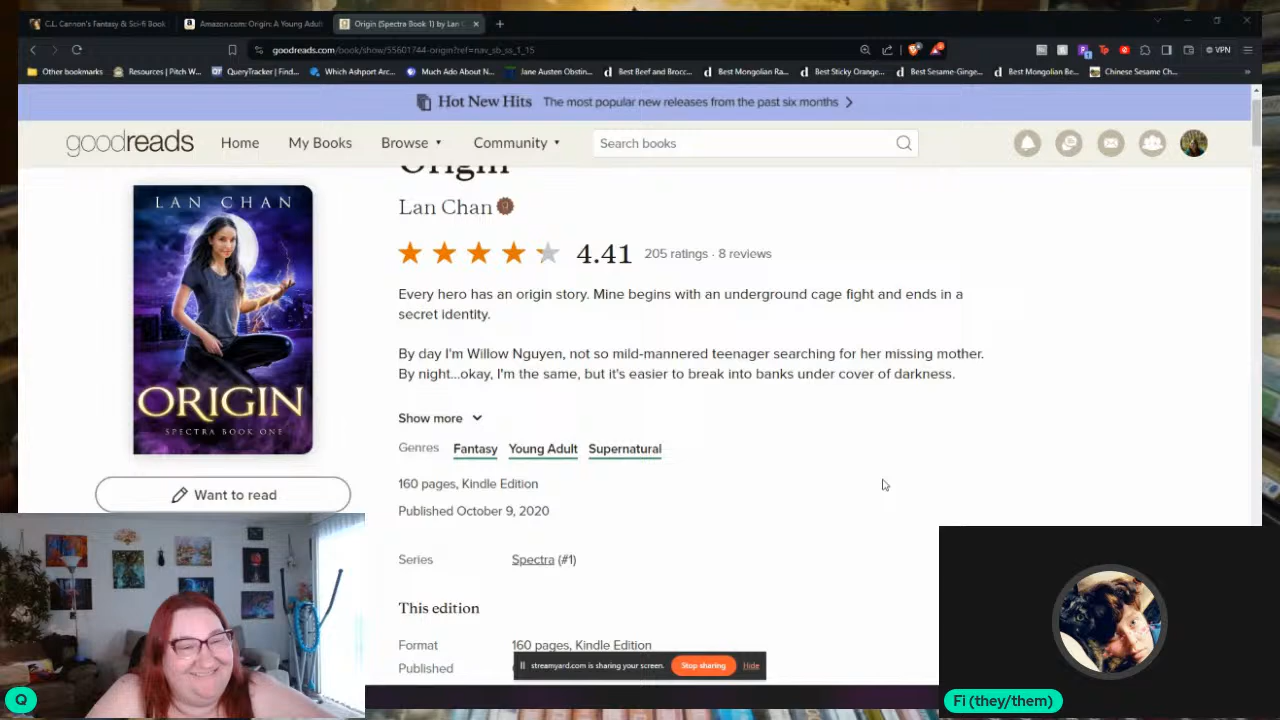 C.L. Cannon's Fantasy & Sci-fi Book
Amazon.com: Origin: A Young Adul
Origin (Spectra Book 1) by Lan C
goodreads.com/book/show/55601744-origin?ref=nav_sb_ss_1_15
VPN
Other bookmarks
Resources | Pitch W...
QueryTracker | Find...
Which Ashport Arc...
Much Ado About N...
Jane Austen Obstin...
Best Beef and Brocc...
Best Mongolian Ra...
Best Sticky Orange...
Best Sesame-Ginge...
Best Mongolian Be...
Chinese Sesame Ch...
Hot New Hits The most popular new releases from the past six months
goodreads Home My Books Browse Community Search books
Origin
Lan Chan
4.41 205 ratings · 8 reviews
Every hero has an origin story. Mine begins with an underground cage fight and ends in a
secret identity.
By day I'm Willow Nguyen, not so mild-mannered teenager searching for her missing mother.
By night...okay, I'm the same, but it's easier to break into banks under cover of darkness.
Show more
Genres Fantasy Young Adult Supernatural
160 pages, Kindle Edition
Published October 9, 2020
Series Spectra (#1)
This edition
Format 160 pages, Kindle Edition
Published
LAN CHAN
ORIGIN
SPECTRA BOOK ONE
Want to read
streamyard.com is sharing your screen. Stop sharing Hide
Q
Fi (they/them)